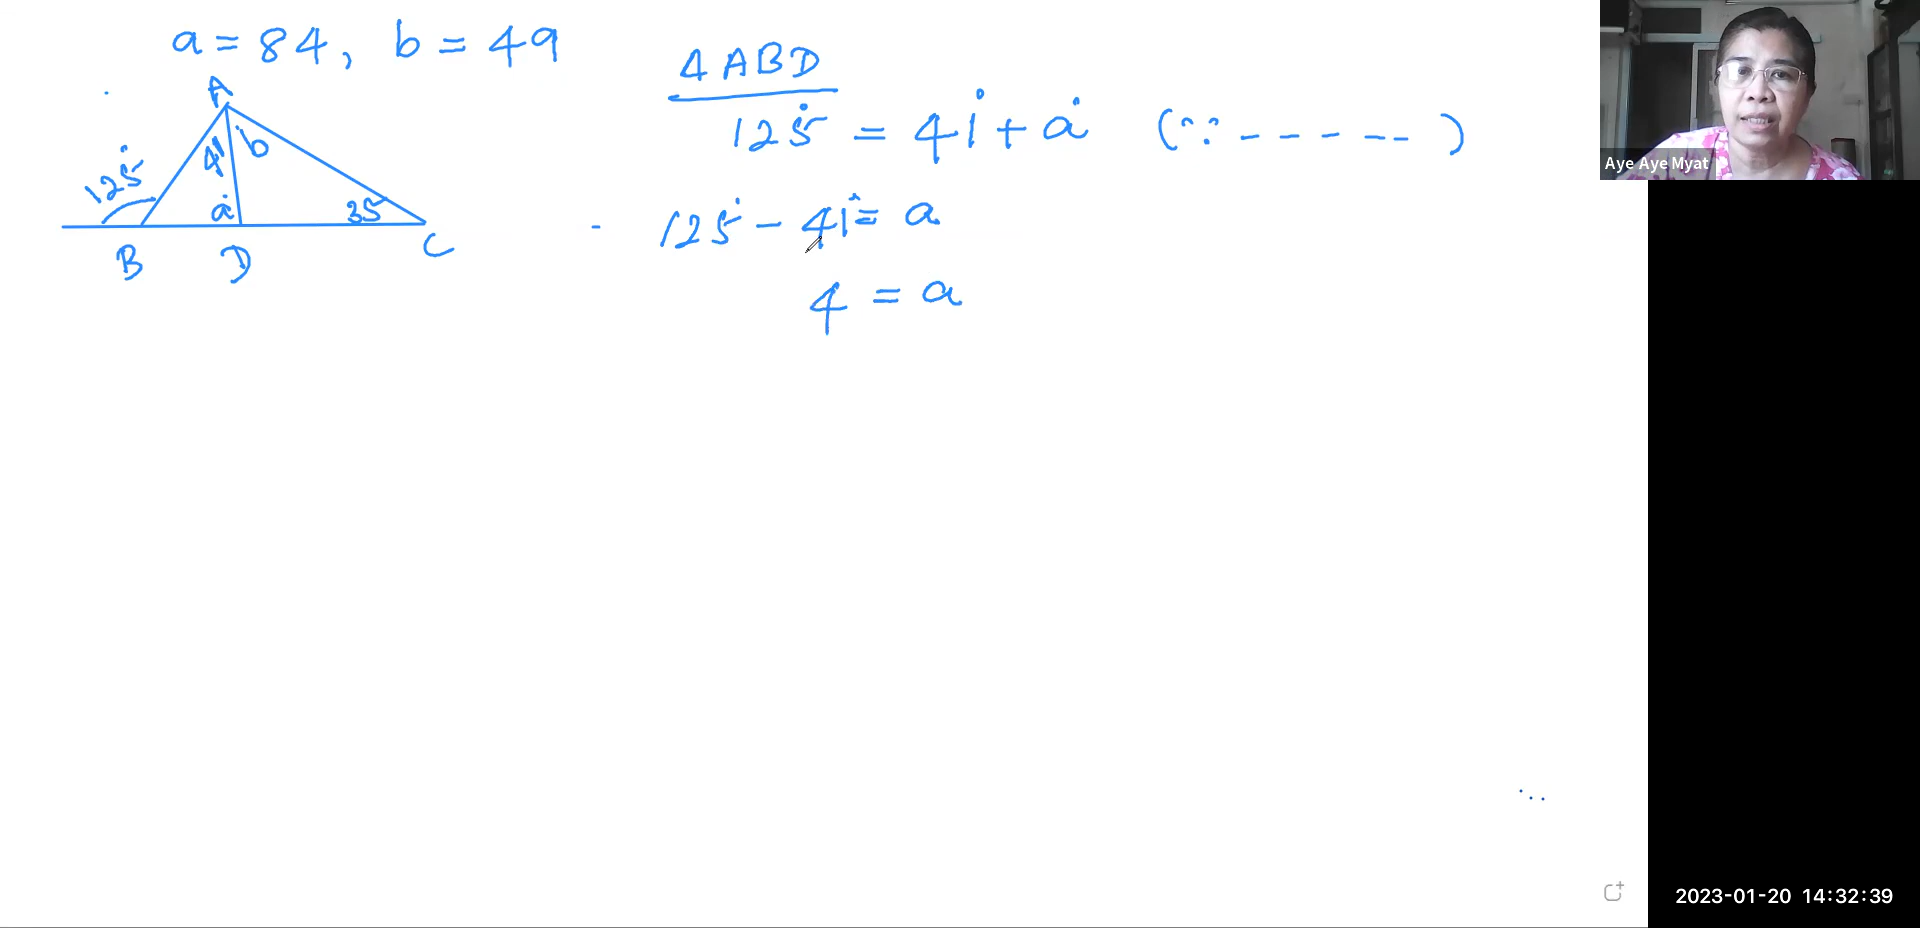 a = 84, b = 49
A
125°
41°
b
a°
35
B
D
C
△ABD
125° = 41° + a° (∵ - - - - -- )
125° - 41° = a
4 = a
Aye Aye Myat
2023-01-20 14:32:39